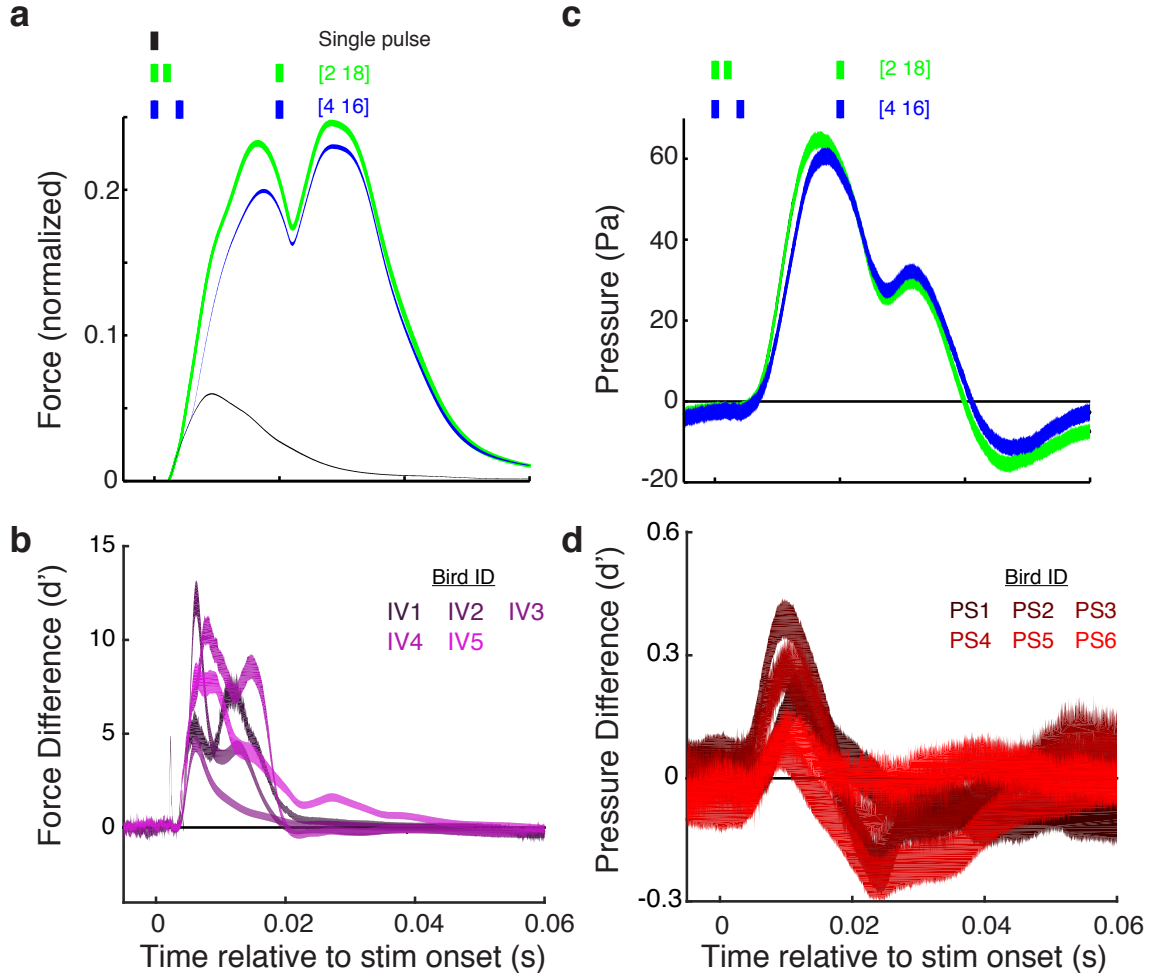 a
Single pulse
[2 18]
[4 16]
Force (normalized)
0.2
0.1
0
c
[2 18]
[4 16]
Pressure (Pa)
60
40
20
0
-20
b
Force Difference (d')
15
10
5
0
Bird ID
IV1 IV2 IV3
IV4 IV5
0 0.02 0.04 0.06
Time relative to stim onset (s)
d
Pressure Difference (d')
0.6
0.3
0
-0.3
Bird ID
PS1 PS2 PS3
PS4 PS5 PS6
0 0.02 0.04 0.06
Time relative to stim onset (s)